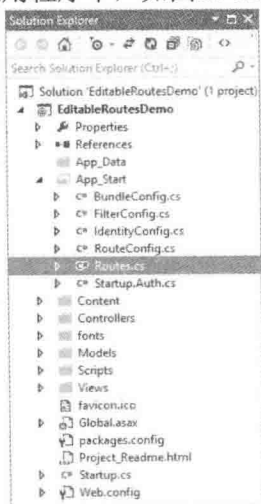 Solution Explorer
Search Solution Explorer (Ctrl+;)
Solution 'EditableRoutesDemo' (1 project)
EditableRoutesDemo
Properties
References
App_Data
App_Start
C# BundleConfig.cs
C# FilterConfig.cs
C# IdentityConfig.cs
C# RouteConfig.cs
Routes.cs
C# Startup.Auth.cs
Content
Controllers
fonts
Models
Scripts
Views
favicon.ico
Global.asax
packages.config
Project_Readme.html
C# Startup.cs
Web.config